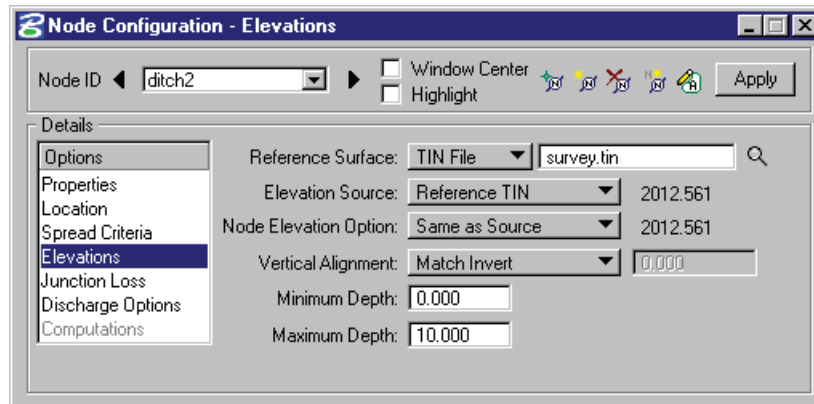 Node Configuration - Elevations
Node ID ditch2 Window Center
Highlight
Apply
Details
Options
Properties
Location
Spread Criteria
Elevations
Junction Loss
Discharge Options
Computations
Reference Surface: TIN File survey.tin
Elevation Source: Reference TIN 2012.561
Node Elevation Option: Same as Source 2012.561
Vertical Alignment: Match Invert 0.000
Minimum Depth: 0.000
Maximum Depth: 10.000